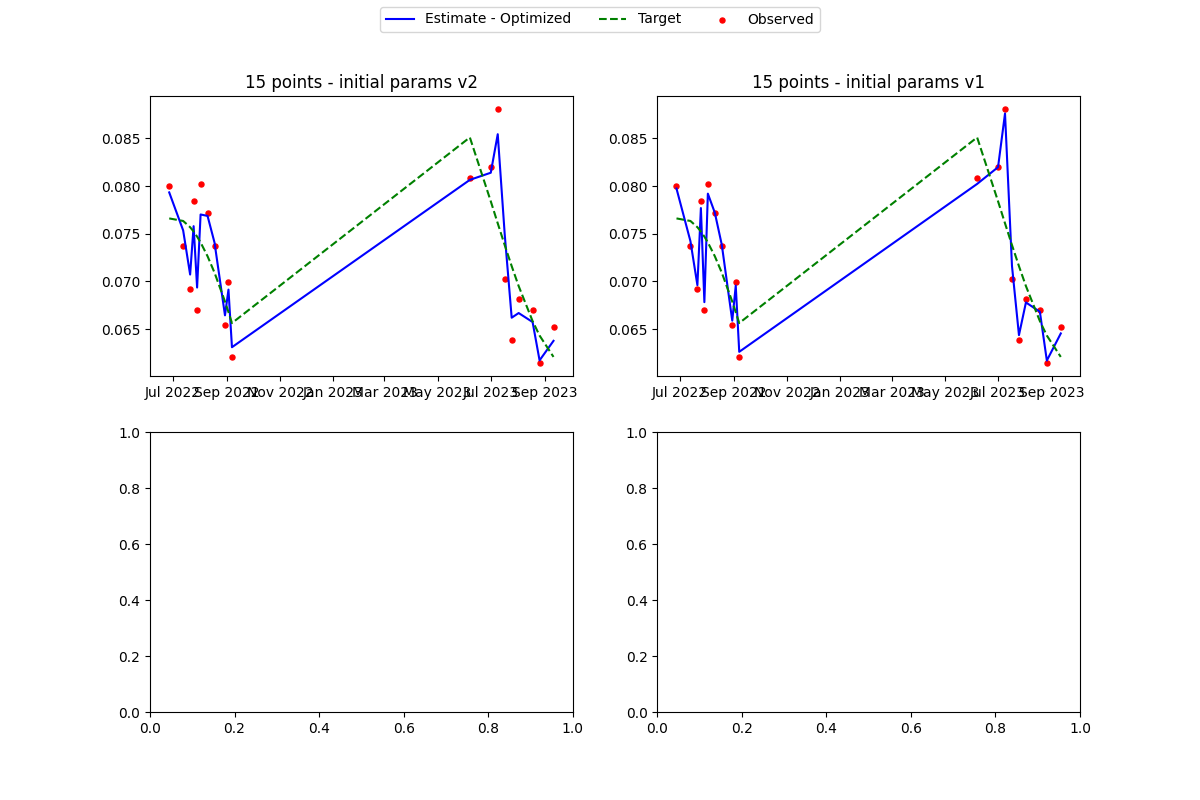 Estimate - Optimized Target Observed
15 points - initial params v2 15 points - initial params v1
0.085 0.085
0.080 0.080
0.075 0.075
0.070 0.070
0.065 0.065
Jul 2022 Sep 2022 Nov 2022 Jan 2023 Mar 2023 May 2023 Jul 2023 Sep 2023 Jul 2022 Sep 2022 Nov 2022 Jan 2023 Mar 2023 May 2023 Jul 2023 Sep 2023
1.0 1.0
0.8 0.8
0.6 0.6
0.4 0.4
0.2 0.2
0.0 0.0
0.0 0.2 0.4 0.6 0.8 1.0 0.0 0.2 0.4 0.6 0.8 1.0